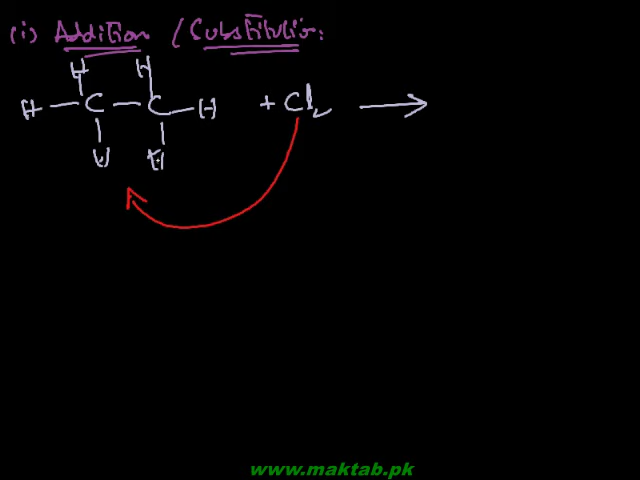 (i) Addition / Substitution:
H H
H — C — C — H + Cl₂ →
H H
www.maktab.pk